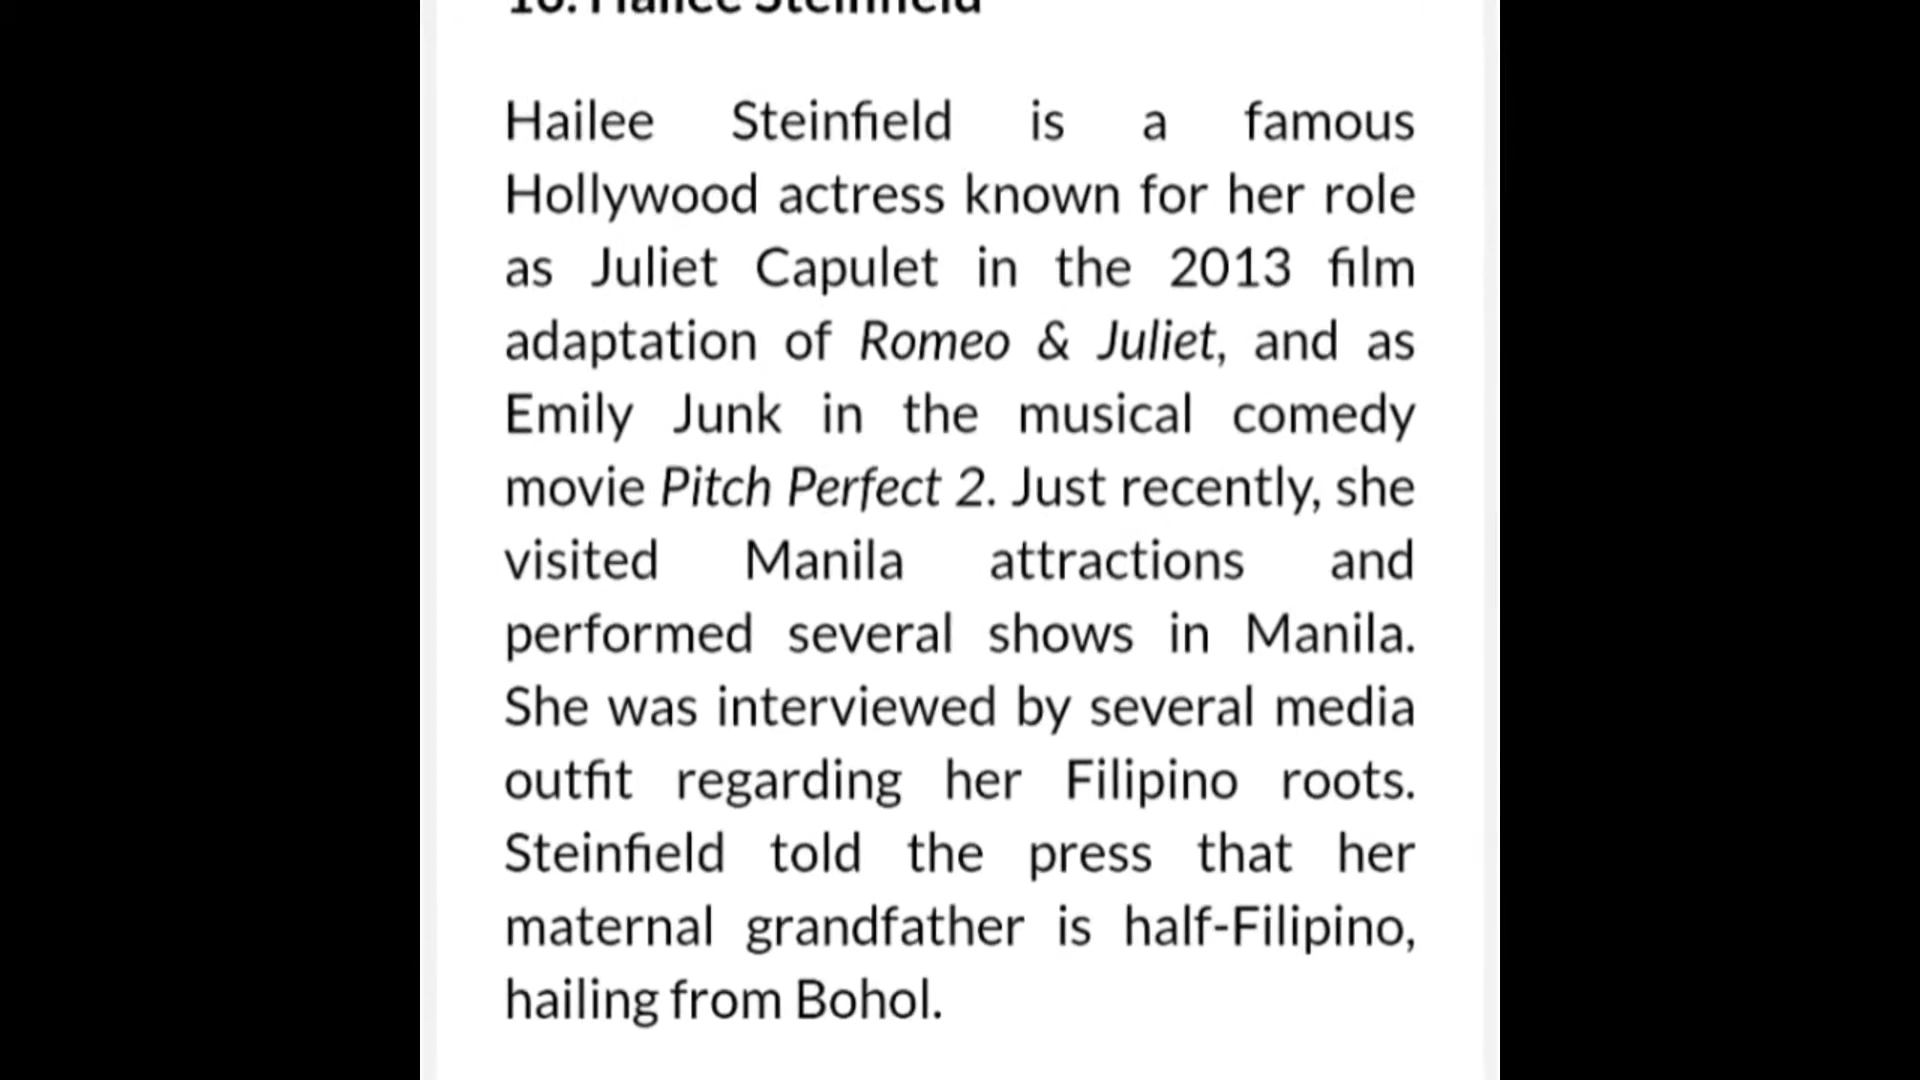 16. Hailee Steinfield
Hailee Steinfield is a famous
Hollywood actress known for her role
as Juliet Capulet in the 2013 film
adaptation of Romeo & Juliet, and as
Emily Junk in the musical comedy
movie Pitch Perfect 2. Just recently, she
visited Manila attractions and
performed several shows in Manila.
She was interviewed by several media
outfit regarding her Filipino roots.
Steinfield told the press that her
maternal grandfather is half-Filipino,
hailing from Bohol.